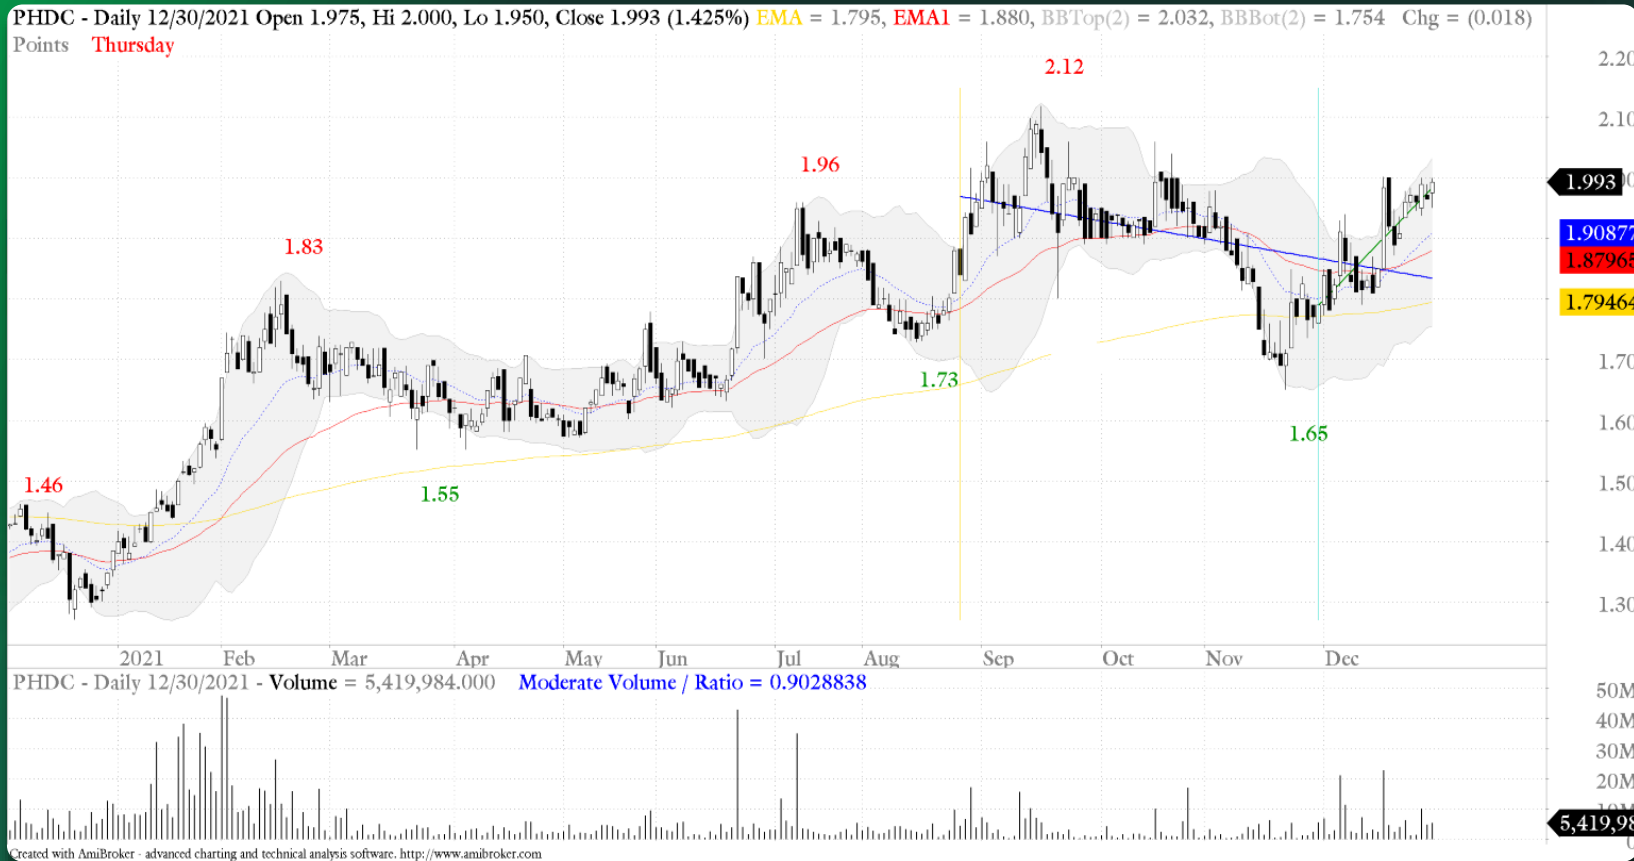 PHDC - Daily 12/30/2021 Open 1.975, Hi 2.000, Lo 1.950, Close 1.993 (1.425%) EMA = 1.795, EMA1 = 1.880, BBTop(2) = 2.032, BBBot(2) = 1.754 Chg = (0.018)
Points Thursday
2.20
2.12
2.10
1.96
1.993
1.83
1.90877
1.87965
1.79464
1.73
1.70
1.65
1.60
1.46
1.55
1.50
1.40
1.30
2021 Feb Mar Apr May Jun Jul Aug Sep Oct Nov Dec
PHDC - Daily 12/30/2021 - Volume = 5,419,984.000 Moderate Volume / Ratio = 0.9028838
50M
40M
30M
20M
5,419,98
Created with AmiBroker - advanced charting and technical analysis software. http://www.amibroker.com